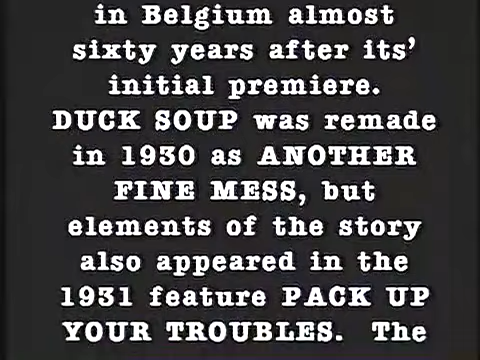 in Belgium almost
sixty years after its'
initial premiere.
DUCK SOUP was remade
in 1930 as ANOTHER
FINE MESS, but
elements of the story
also appeared in the
1931 feature PACK UP
YOUR TROUBLES.  The